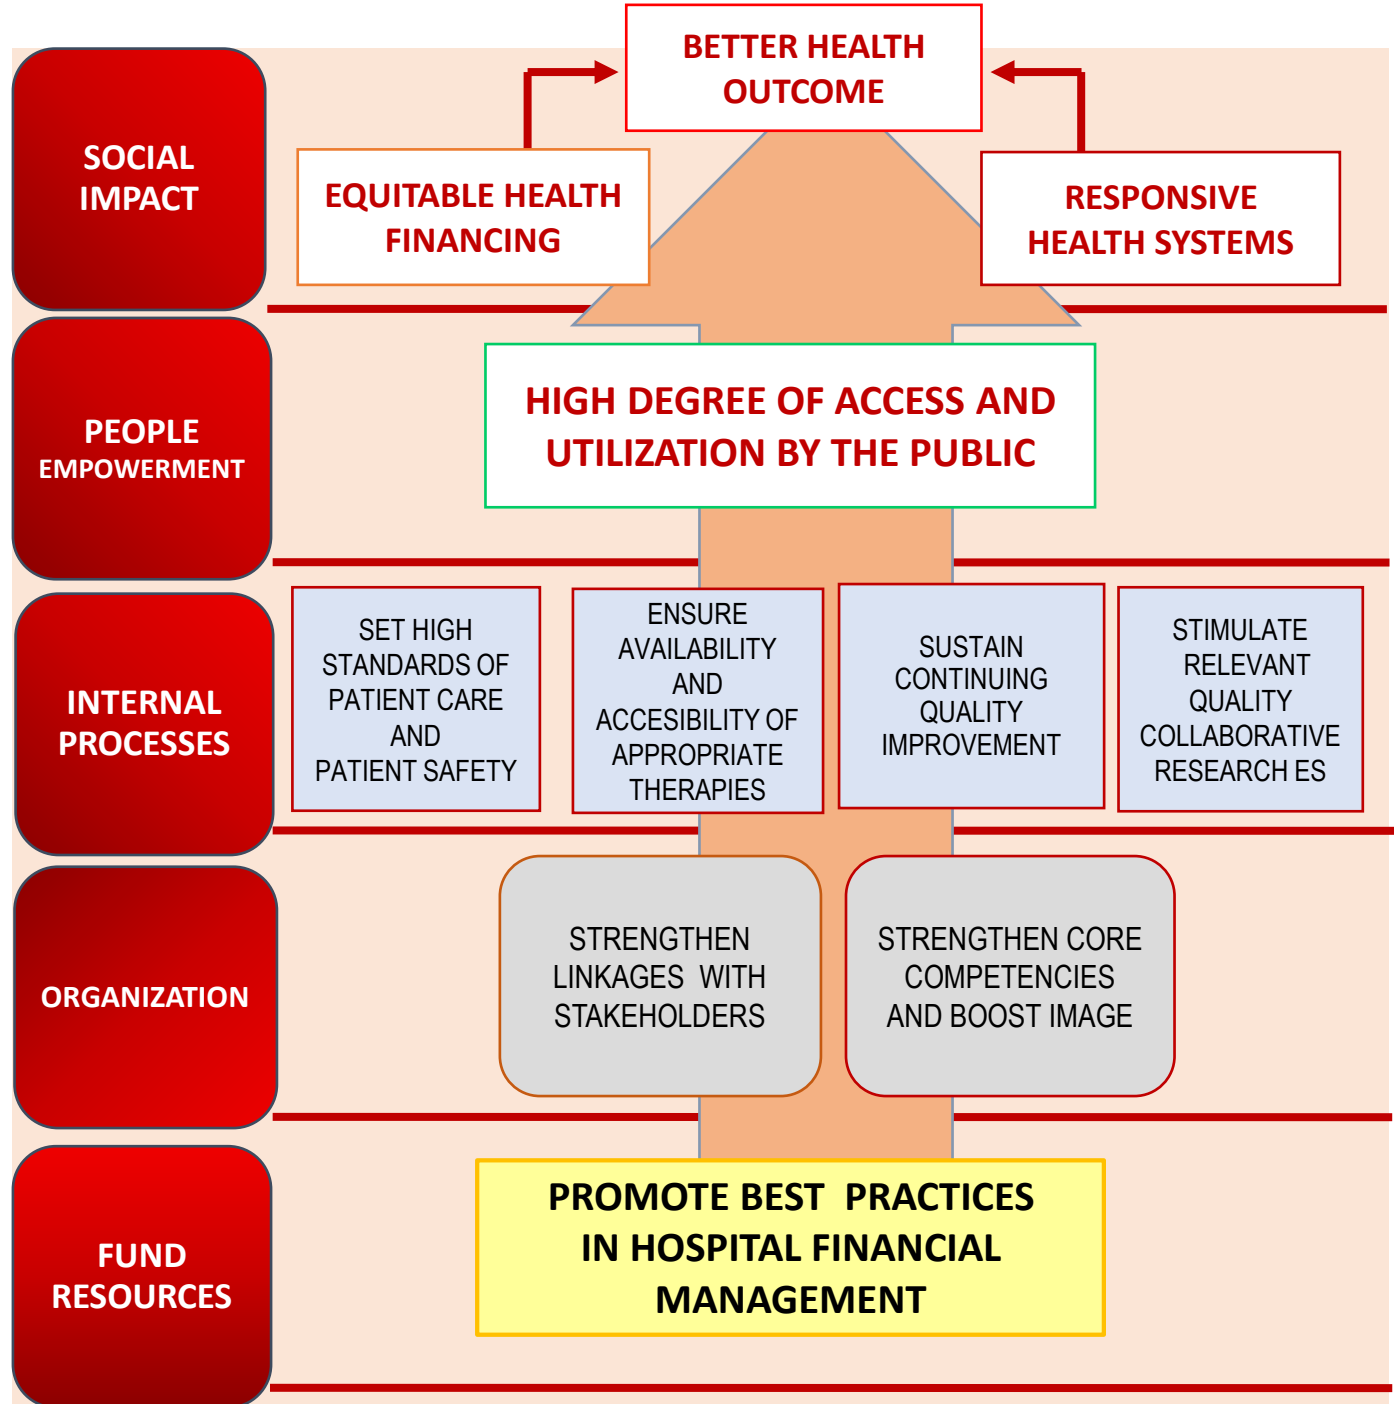 SOCIAL
IMPACT
BETTER HEALTH
OUTCOME
EQUITABLE HEALTH
FINANCING
RESPONSIVE
HEALTH SYSTEMS
PEOPLE
EMPOWERMENT
HIGH DEGREE OF ACCESS AND
UTILIZATION BY THE PUBLIC
INTERNAL
PROCESSES
SET HIGH
STANDARDS OF
PATIENT CARE
AND
PATIENT SAFETY
ENSURE
AVAILABILITY
AND
ACCESIBILITY OF
APPROPRIATE
THERAPIES
SUSTAIN
CONTINUING
QUALITY
IMPROVEMENT
STIMULATE
RELEVANT
QUALITY
COLLABORATIVE
RESEARCH ES
ORGANIZATION
STRENGTHEN
LINKAGES WITH
STAKEHOLDERS
STRENGTHEN CORE
COMPETENCIES
AND BOOST IMAGE
FUND
RESOURCES
PROMOTE BEST PRACTICES
IN HOSPITAL FINANCIAL
MANAGEMENT